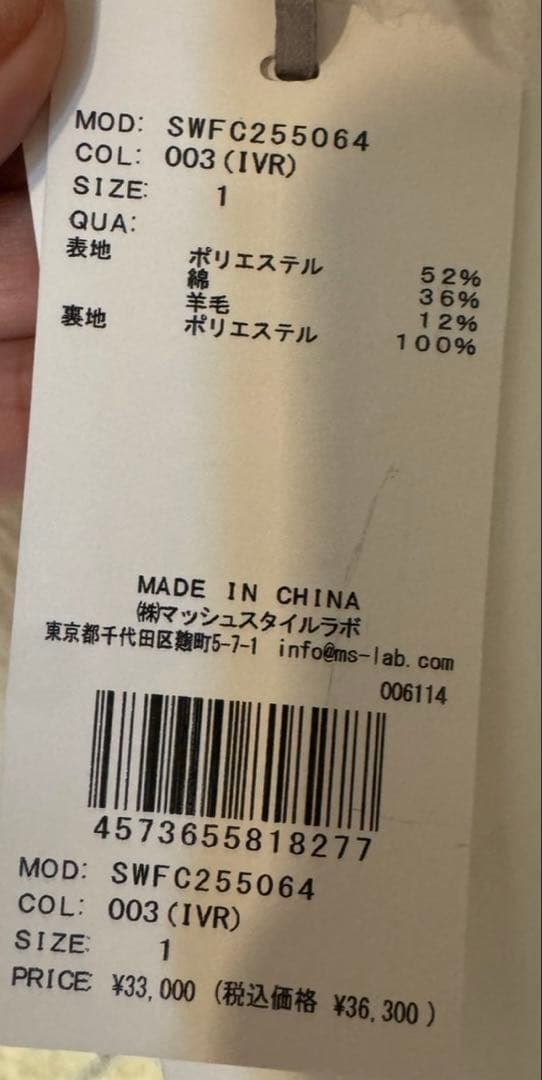 MOD: SWFC255064
COL: 003(IVR)
SIZE: 1
QUA:
表地 ポリエステル 52%
綿 36%
羊毛 12%
裏地 ポリエステル 100%
MADE IN CHINA
㈱マッシュスタイルラボ
東京都千代田区麹町5-7-1 info@ms-lab.com
006114
4573655818277
MOD: SWFC255064
COL: 003(IVR)
SIZE: 1
PRICE: ¥33,000 (税込価格 ¥36,300)